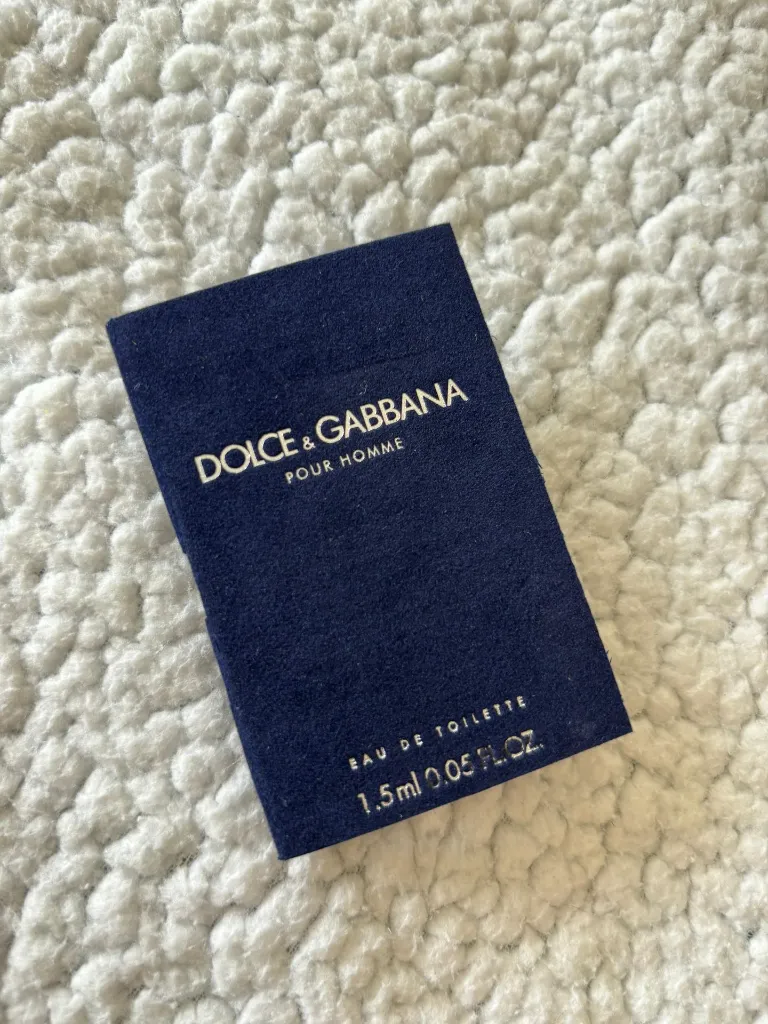 DOLCE & GABBANA
POUR HOMME
EAU DE TOILETTE
1.5ml 0.05 FL.OZ.